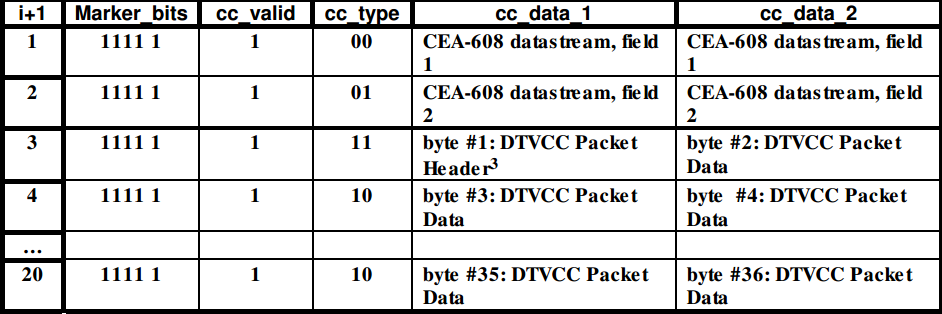 i+1 Marker_bits cc_valid cc_type cc_data_1 cc_data_2
1 1111 1 1 00 CEA-608 datastream, field 1 CEA-608 datastream, field 1
2 1111 1 1 01 CEA-608 datastream, field 2 CEA-608 datastream, field 2
3 1111 1 1 11 byte #1: DTVCC Packet Header3 byte #2: DTVCC Packet Data
4 1111 1 1 10 byte #3: DTVCC Packet Data byte #4: DTVCC Packet Data
...
20 1111 1 1 10 byte #35: DTVCC Packet Data byte #36: DTVCC Packet Data